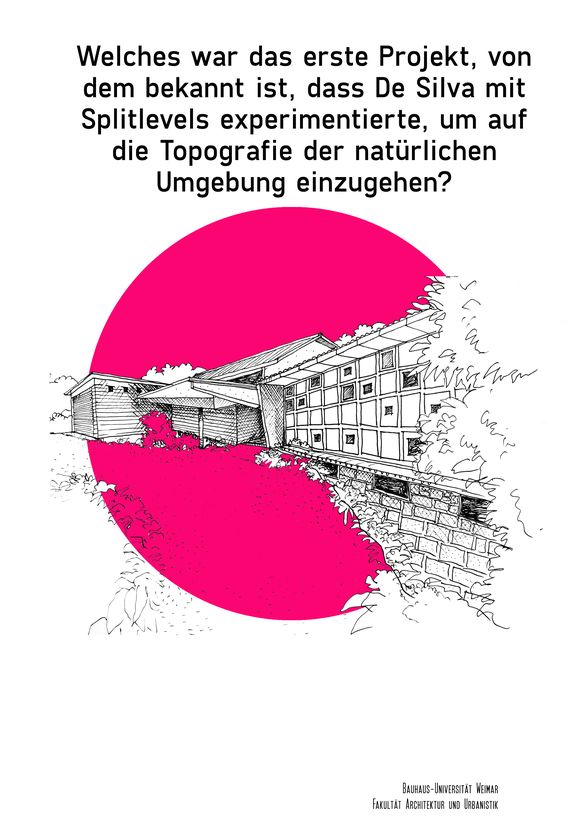 Welches war das erste Projekt, von
dem bekannt ist, dass De Silva mit
Splitlevels experimentierte, um auf
die Topografie der natürlichen
Umgebung einzugehen?
Bauhaus-Universität Weimar
Fakultät Architektur und Urbanistik